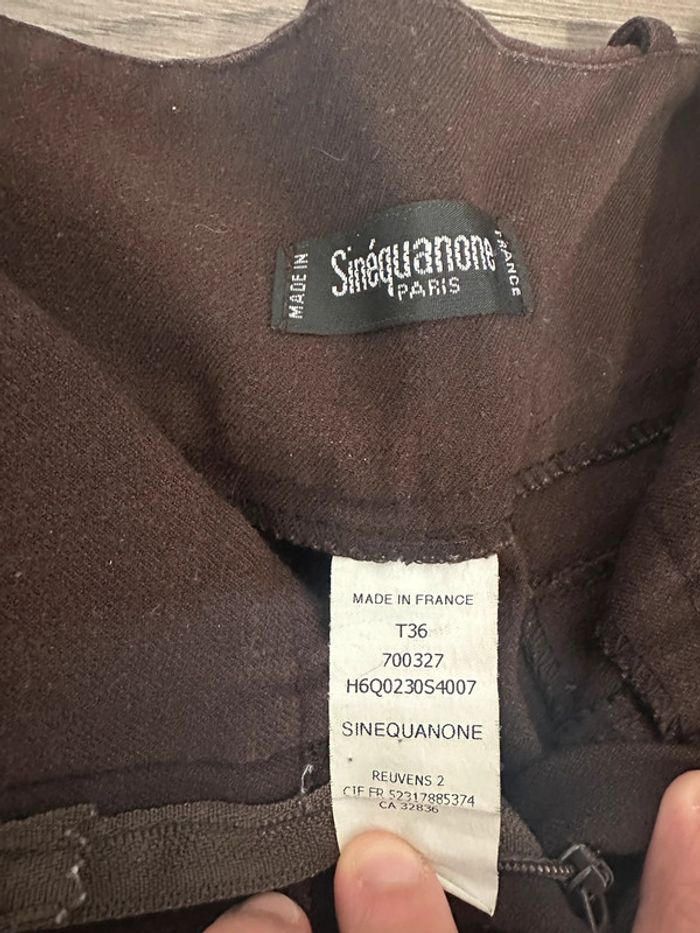 MADE IN
Sinéquanone
PARIS
FRANCE
MADE IN FRANCE
T36
700327
H6Q0230S4007
SINEQUANONE
REUVENS 2
CIF FR 52317885374
CA 32836